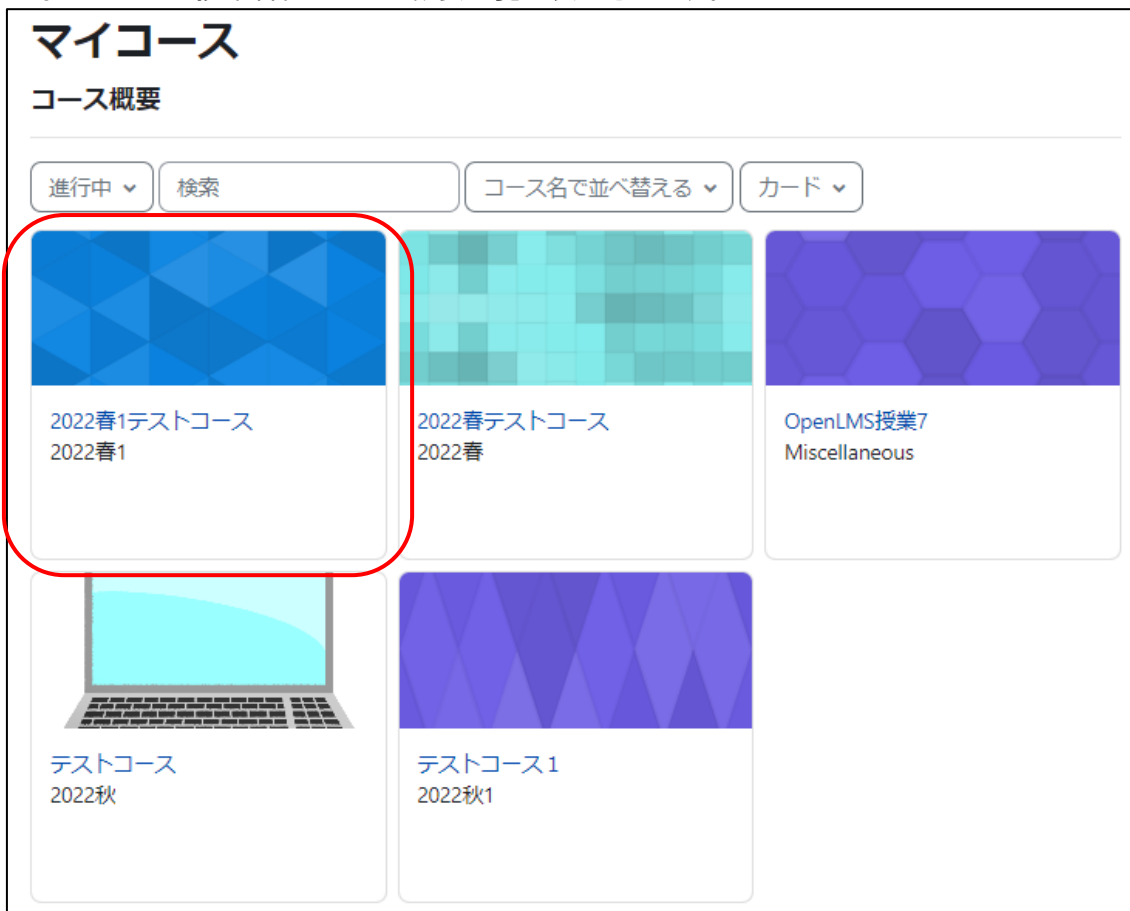 マイコース
コース概要
進行中 検索 コース名で並べ替える カード
2022春1テストコース
2022春1
2022春テストコース
2022春
OpenLMS授業7
Miscellaneous
テストコース
2022秋
テストコース1
2022秋1